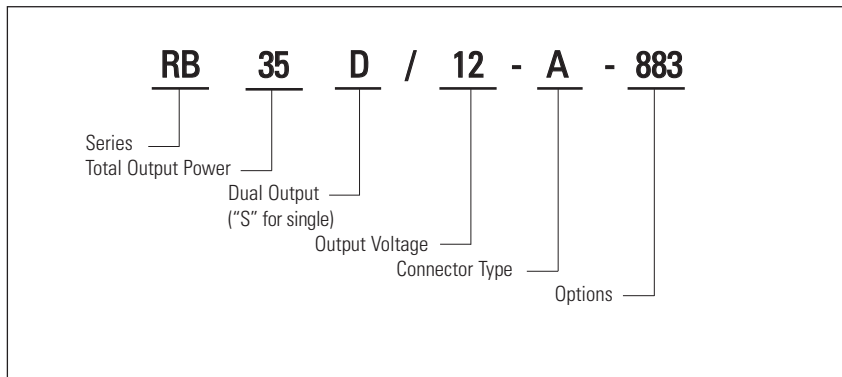 RB 35 D / 12 - A - 883
Series
Total Output Power
Dual Output
(“S” for single)
Output Voltage
Connector Type
Options